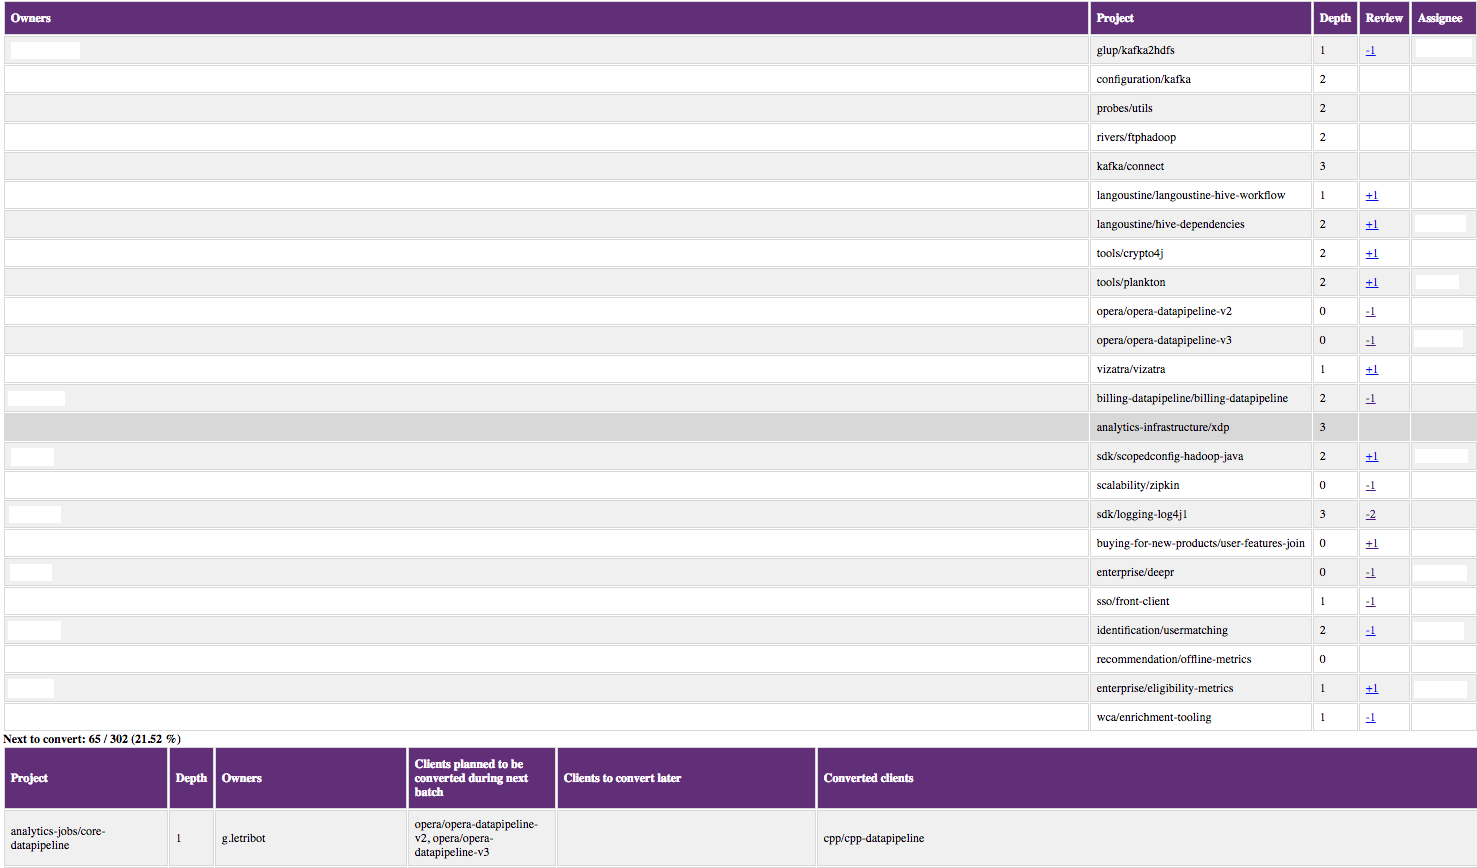 Owners Project Depth Review Assignee
glup/kafka2hdfs 1 -1
configuration/kafka 2
probes/utils 2
rivers/ftphadoop 2
kafka/connect 3
langoustine/langoustine-hive-workflow 1 +1
langoustine/hive-dependencies 2 +1
tools/crypto4j 2 +1
tools/plankton 2 +1
opera/opera-datapipeline-v2 0 -1
opera/opera-datapipeline-v3 0 -1
vizatra/vizatra 1 +1
billing-datapipeline/billing-datapipeline 2 -1
analytics-infrastructure/xdp 3
sdk/scopedconfig-hadoop-java 2 +1
scalability/zipkin 0 -1
sdk/logging-log4j1 3 -2
buying-for-new-products/user-features-join 0 +1
enterprise/deepr 0 -1
sso/front-client 1 -1
identification/usermatching 2 -1
recommendation/offline-metrics 0
enterprise/eligibility-metrics 1 +1
wca/enrichment-tooling 1 -1
Next to convert: 65 / 302 (21.52 %)
Project Depth Owners
Clients planned to be
converted during next
batch
Clients to convert later
Converted clients
analytics-jobs/core-
datapipeline
1
g.letribot
opera/opera-datapipeline-
v2, opera/opera-
datapipeline-v3
cpp/cpp-datapipeline